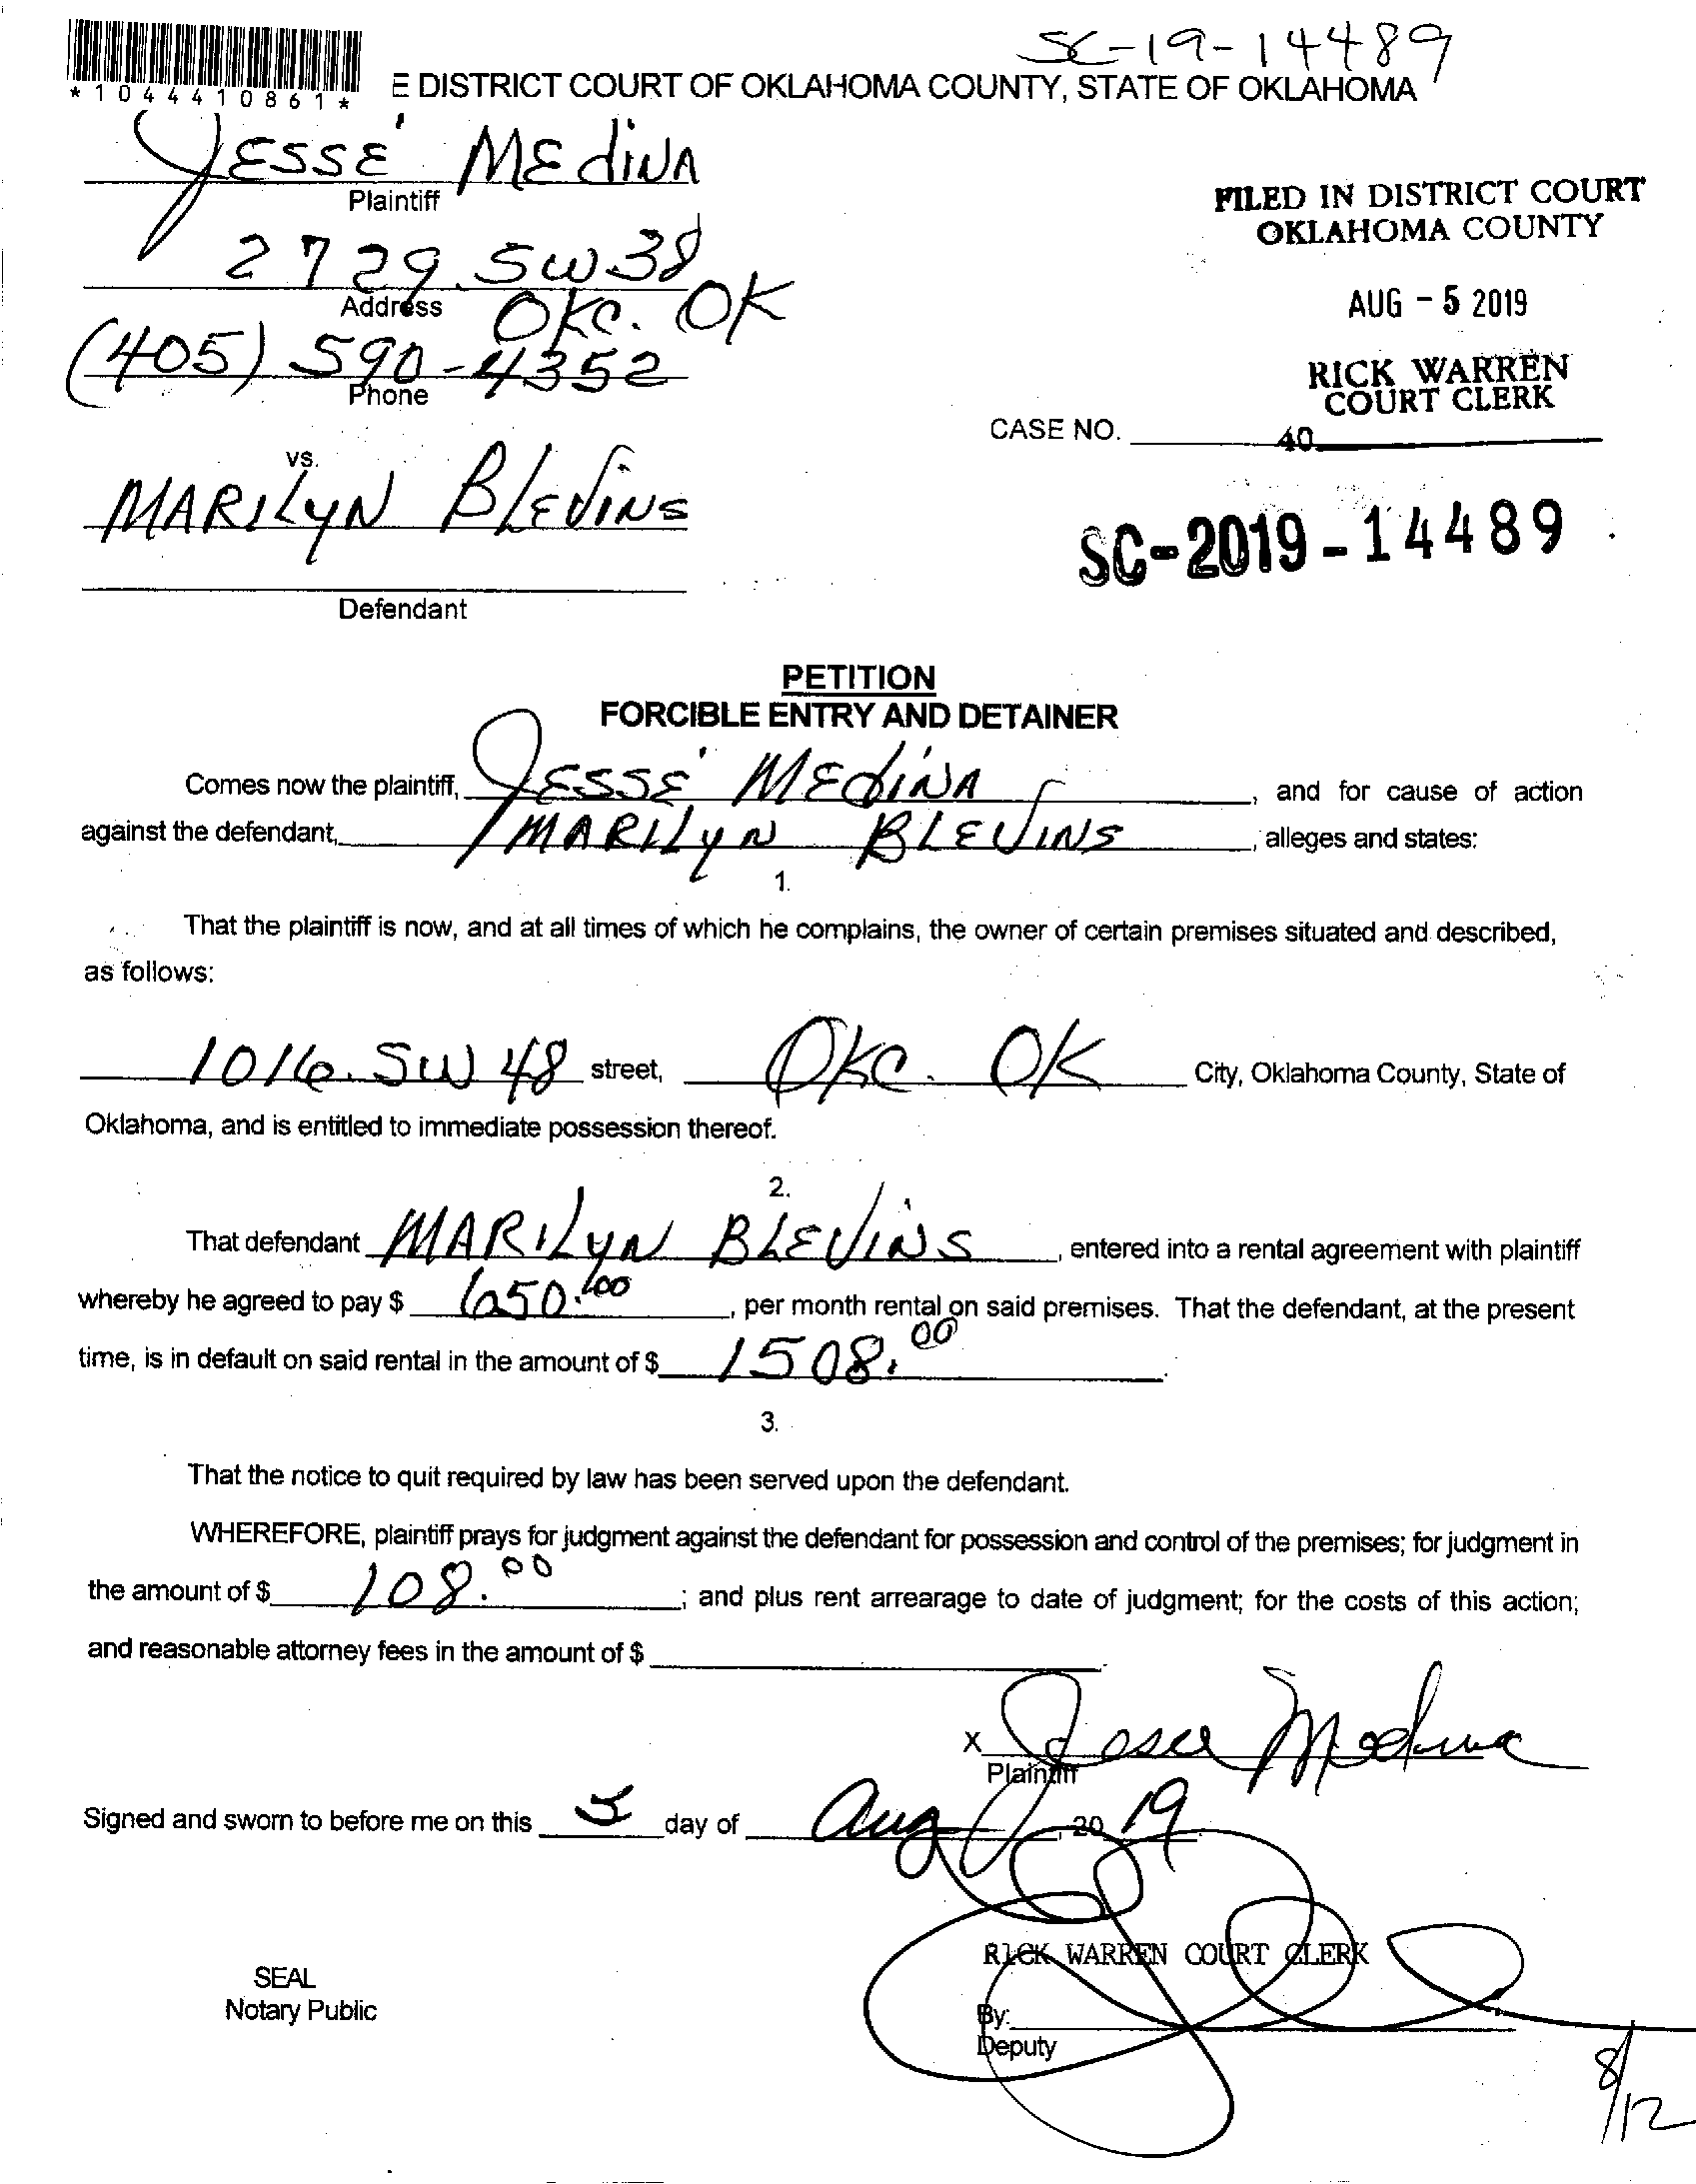 SC-19-14489
*1044410861*
E DISTRICT COURT OF OKLAHOMA COUNTY, STATE OF OKLAHOMA
JESSE MEdiNA
Plaintiff
2729. SW 38
Address
OKC. OK
(405) 590-4352
Phone
FILED IN DISTRICT COURT
OKLAHOMA COUNTY
AUG - 5 2019
RICK WARREN
COURT CLERK
CASE NO. 40
vs.
MARILYN BLEVINS
Defendant
SC-2019-14489
PETITION
FORCIBLE ENTRY AND DETAINER
Comes now the plaintiff, JESSE MEdiNA, and for cause of action
against the defendant, MARILYN BLEVINS, alleges and states:
1.
That the plaintiff is now, and at all times of which he complains, the owner of certain premises situated and described,
as follows:
1016. SW 48 street, OKC. OK City, Oklahoma County, State of
Oklahoma, and is entitled to immediate possession thereof.
2.
That defendant MARILYN BLEVINS, entered into a rental agreement with plaintiff
whereby he agreed to pay $ 650.00, per month rental on said premises. That the defendant, at the present
time, is in default on said rental in the amount of $ 1508.00.
3.
That the notice to quit required by law has been served upon the defendant.
WHEREFORE, plaintiff prays for judgment against the defendant for possession and control of the premises; for judgment in
the amount of $ 108.00; and plus rent arrearage to date of judgment; for the costs of this action;
and reasonable attorney fees in the amount of $
X Jesse Medina
Plaintiff
Signed and sworn to before me on this 5 day of Aug, 2019
RICK WARREN COURT CLERK
SEAL
Notary Public
By:
Deputy
8/12